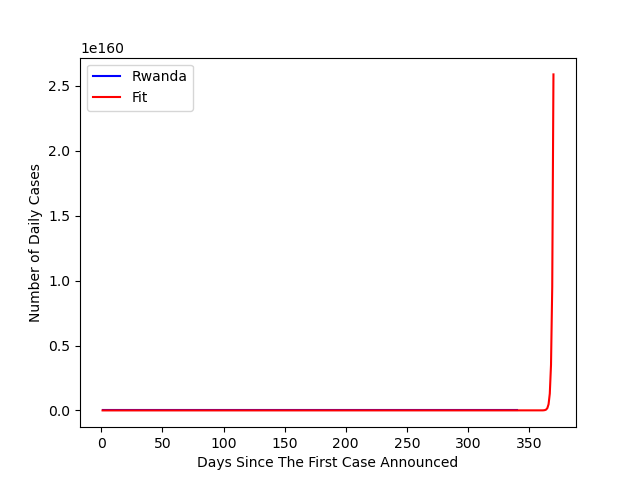 1e160
Rwanda
Fit
2.5
2.0
1.5
1.0
0.5
0.0
Number of Daily Cases
0 50 100 150 200 250 300 350
Days Since The First Case Announced